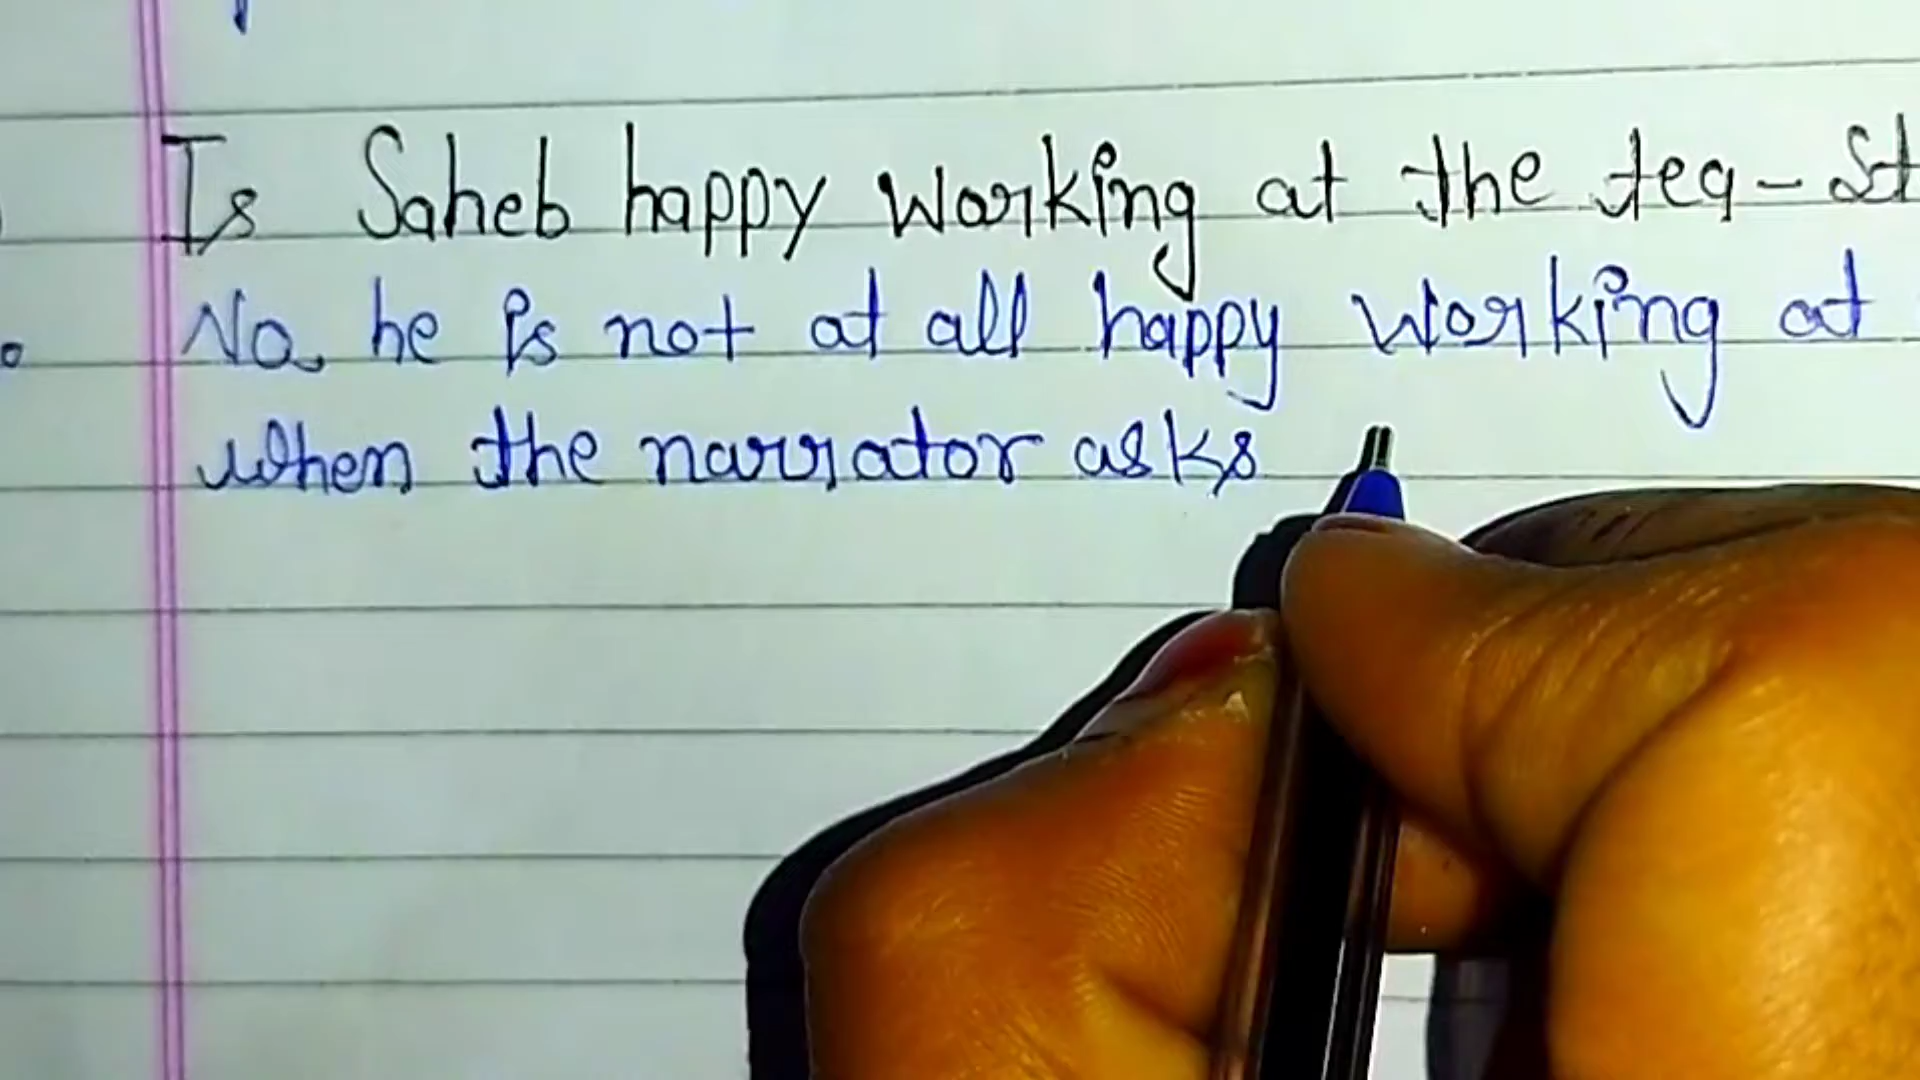 Is Saheb happy working at the tea-St
No, he is not at all happy working at
when the narrator asks